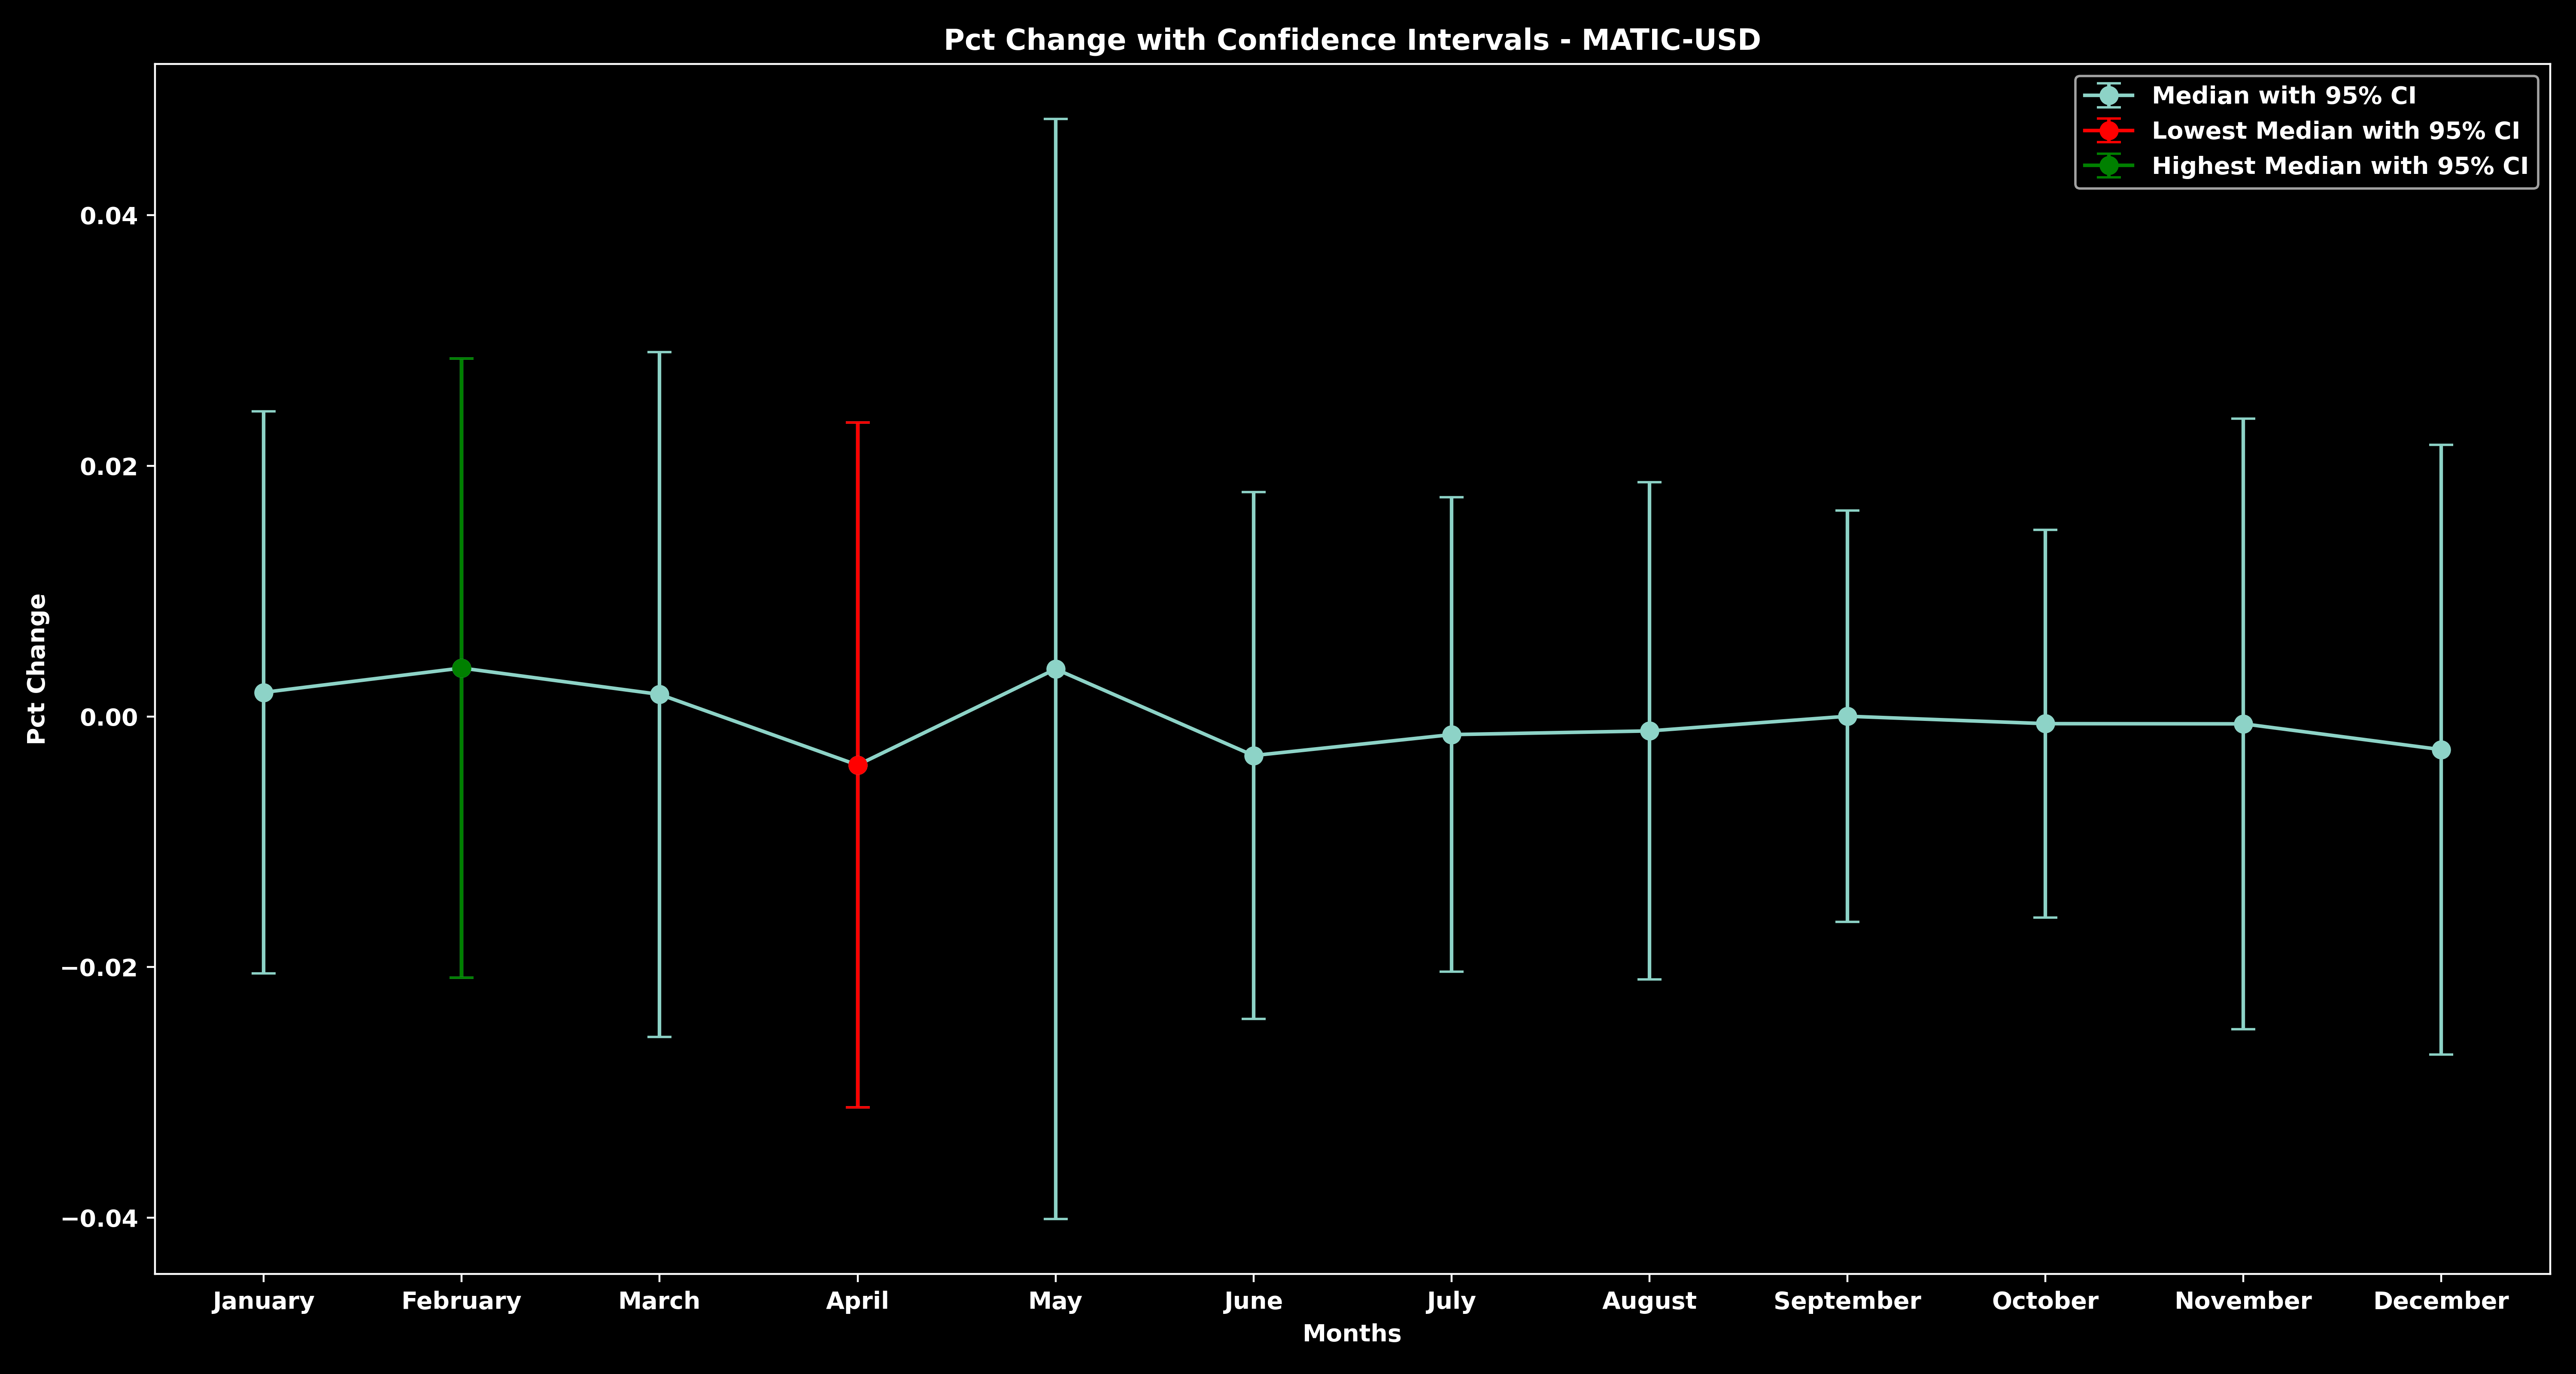 Pct Change with Confidence Intervals - MATIC-USD
Median with 95% CI
Lowest Median with 95% CI
Highest Median with 95% CI
0.04
0.02
0.00
−0.02
−0.04
Pct Change
January February March April May June July August September October November December
Months